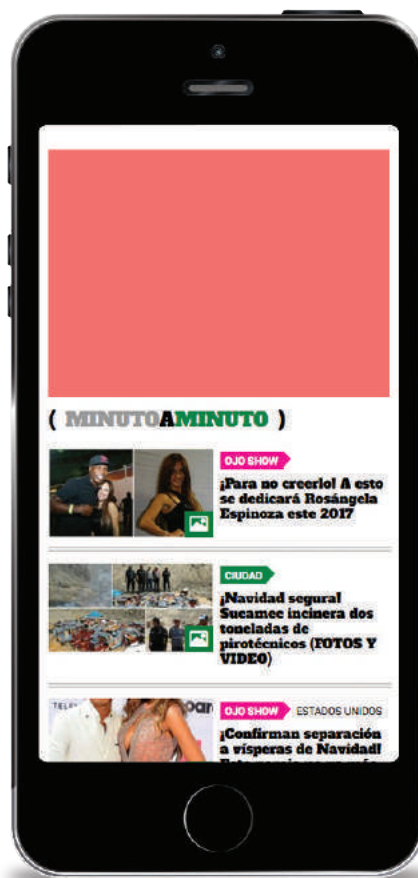 ( MINUTOAMINUTO )
OJO SHOW
¡Para no creerlo! A esto
se dedicará Rosángela
Espinoza este 2017
CIUDAD
¡Navidad segura!
Sucamec incinera dos
toneladas de
pirotécnicos (FOTOS Y
VIDEO)
OJO SHOW ESTADOS UNIDOS
¡Confirman separación
a vísperas de Navidad!